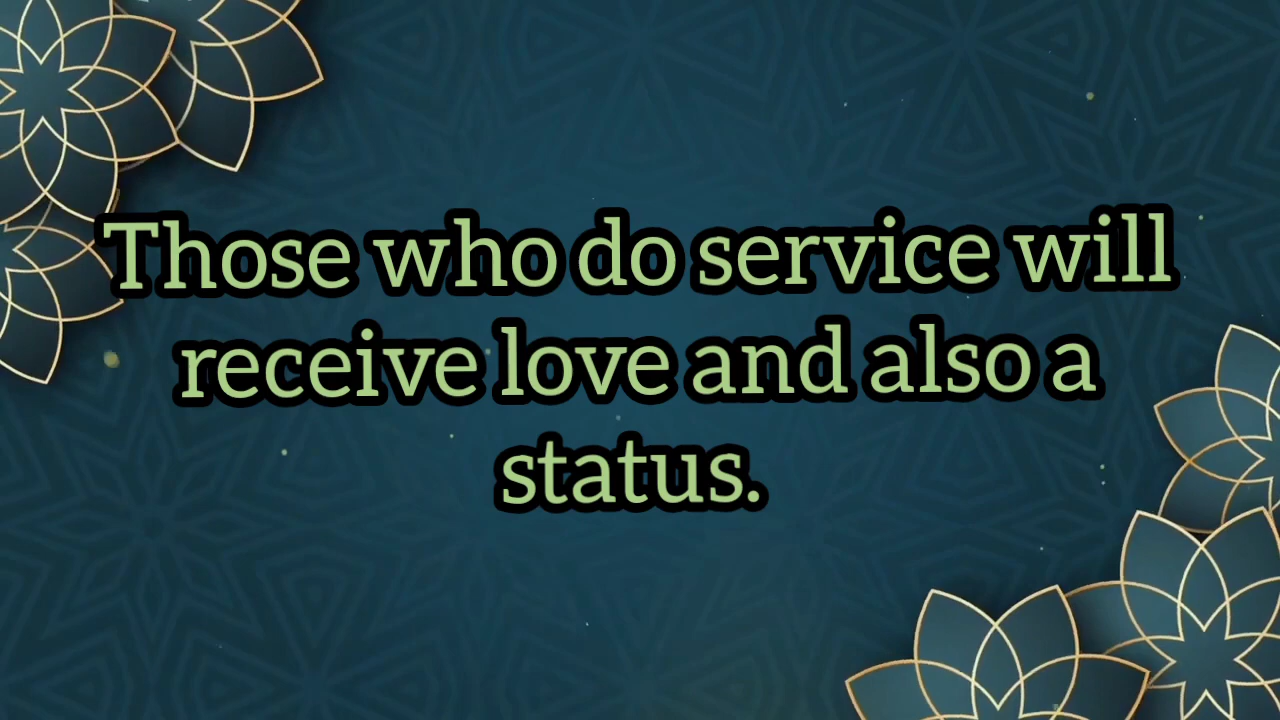 Those who do service will
receive love and also a
status.